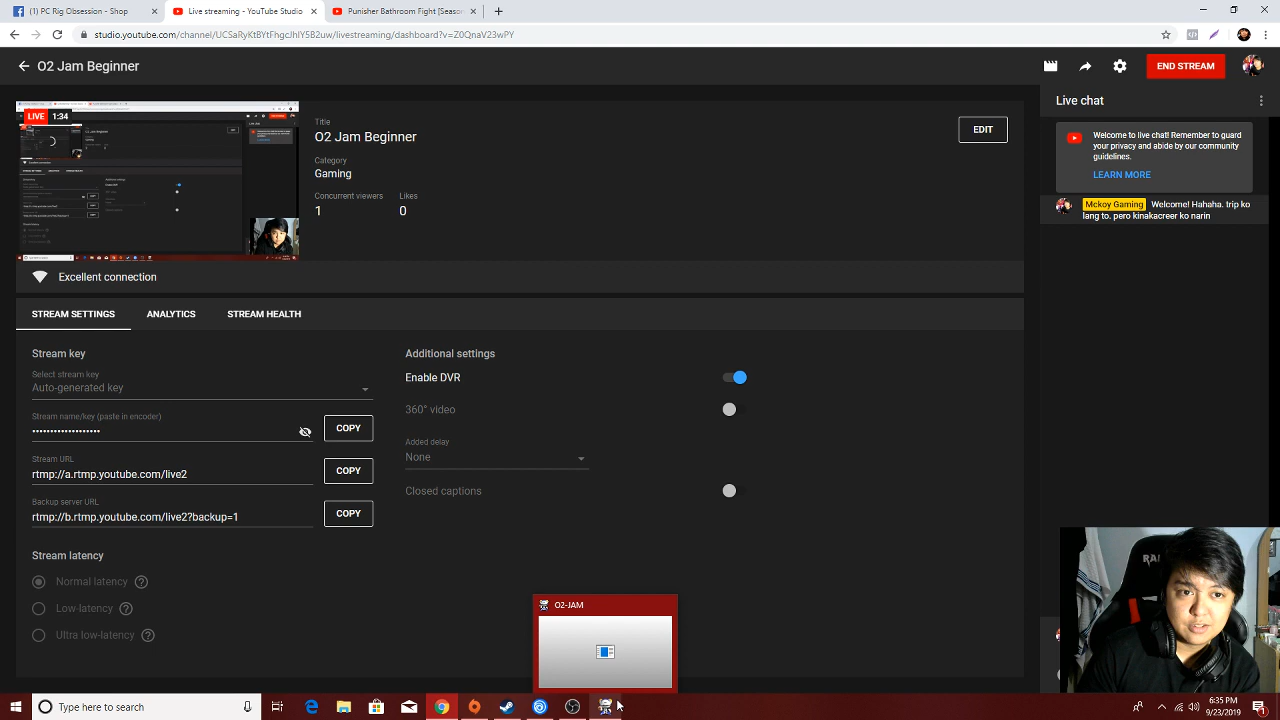 (1) PC Rig Obsession - Shop
Live streaming - YouTube Studio
Punisher Bathroom Fight [Season
studio.youtube.com/channel/UCSaRyKtBYtFhgcJhlY5B2uw/livestreaming/dashboard?v=Z0QnaV23wPY
O2 Jam Beginner
END STREAM
LIVE 1:34
Title
O2 Jam Beginner
EDIT
Category
Gaming
Concurrent viewers
Likes
1
0
Excellent connection
STREAM SETTINGS
ANALYTICS
STREAM HEALTH
Stream key
Select stream key
Auto-generated key
Stream name/key (paste in encoder)
COPY
Stream URL
rtmp://a.rtmp.youtube.com/live2
COPY
Backup server URL
rtmp://b.rtmp.youtube.com/live2?backup=1
COPY
Stream latency
Normal latency
Low-latency
Ultra low-latency
Additional settings
Enable DVR
360° video
Added delay
None
Closed captions
Live chat
Welcome to live chat! Remember to guard
your privacy and abide by our community
guidelines.
LEARN MORE
Mckoy Gaming Welcome! Hahaha. trip ko
lang to. pero kinakacreer ko narin
O2-JAM
Type here to search
6:35 PM
9/23/2019